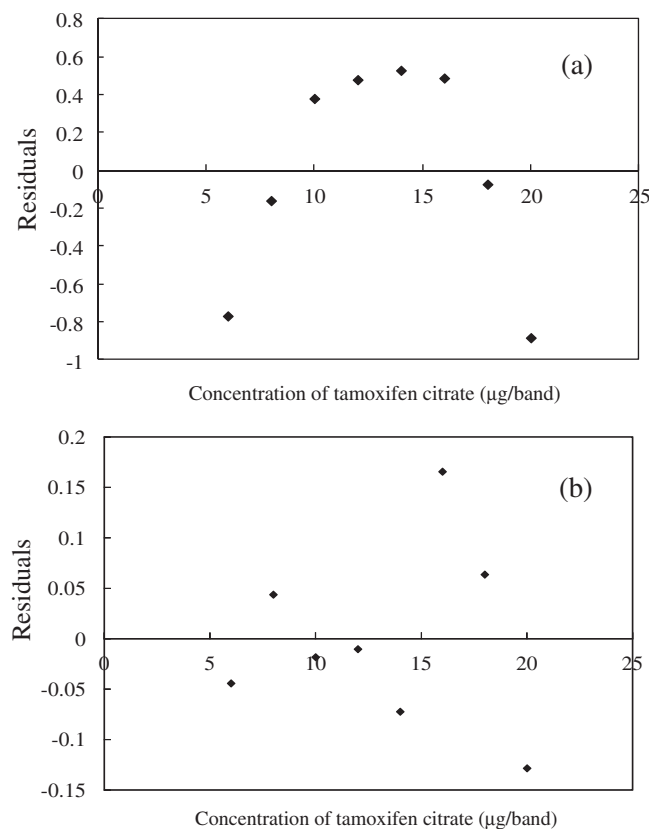 0.8
(a)
0.6
0.4
0.2
0
0 5 10 15 20 25
-0.2
-0.4
-0.6
-0.8
-1
Residuals
Concentration of tamoxifen citrate (µg/band)
0.2
(b)
0.15
0.1
0.05
0
0 5 10 15 20 25
-0.05
-0.1
-0.15
Residuals
Concentration of tamoxifen citrate (µg/band)